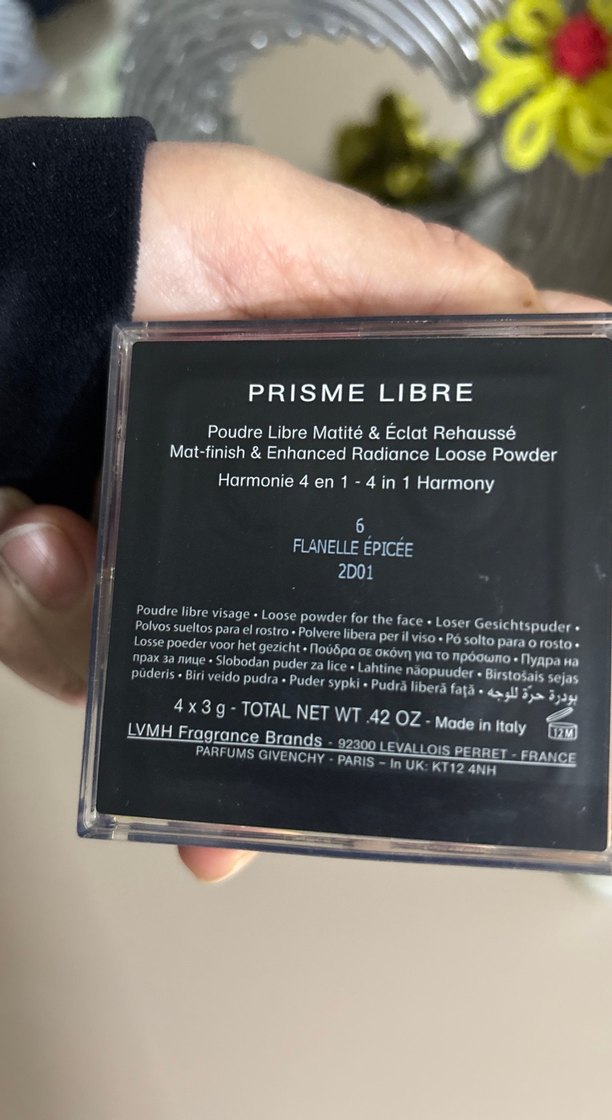 PRISME LIBRE
Poudre Libre Matité & Éclat Rehaussé
Mat-finish & Enhanced Radiance Loose Powder
Harmonie 4 en 1 - 4 in 1 Harmony
6
FLANELLE ÉPICÉE
2D01
Poudre libre visage • Loose powder for the face • Loser Gesichtspuder •
Polvos sueltos para el rostro • Polvere libera per il viso • Pó solto para o rosto •
Losse poeder voor het gezicht • Πούδρα σε σκόνη για το πρόσωπο • Пудра на
прах за лице • Slobodan puder za lice • Lahtine näopuuder • Birstošais sejas
pūderis • Biri veido pudra • Puder sypki • Pudră liberă faţă • بودرة حرّة للوجه
4 x 3 g - TOTAL NET WT .42 OZ - Made in Italy
12M
LVMH Fragrance Brands - 92300 LEVALLOIS PERRET - FRANCE
PARFUMS GIVENCHY - PARIS - In UK: KT12 4NH